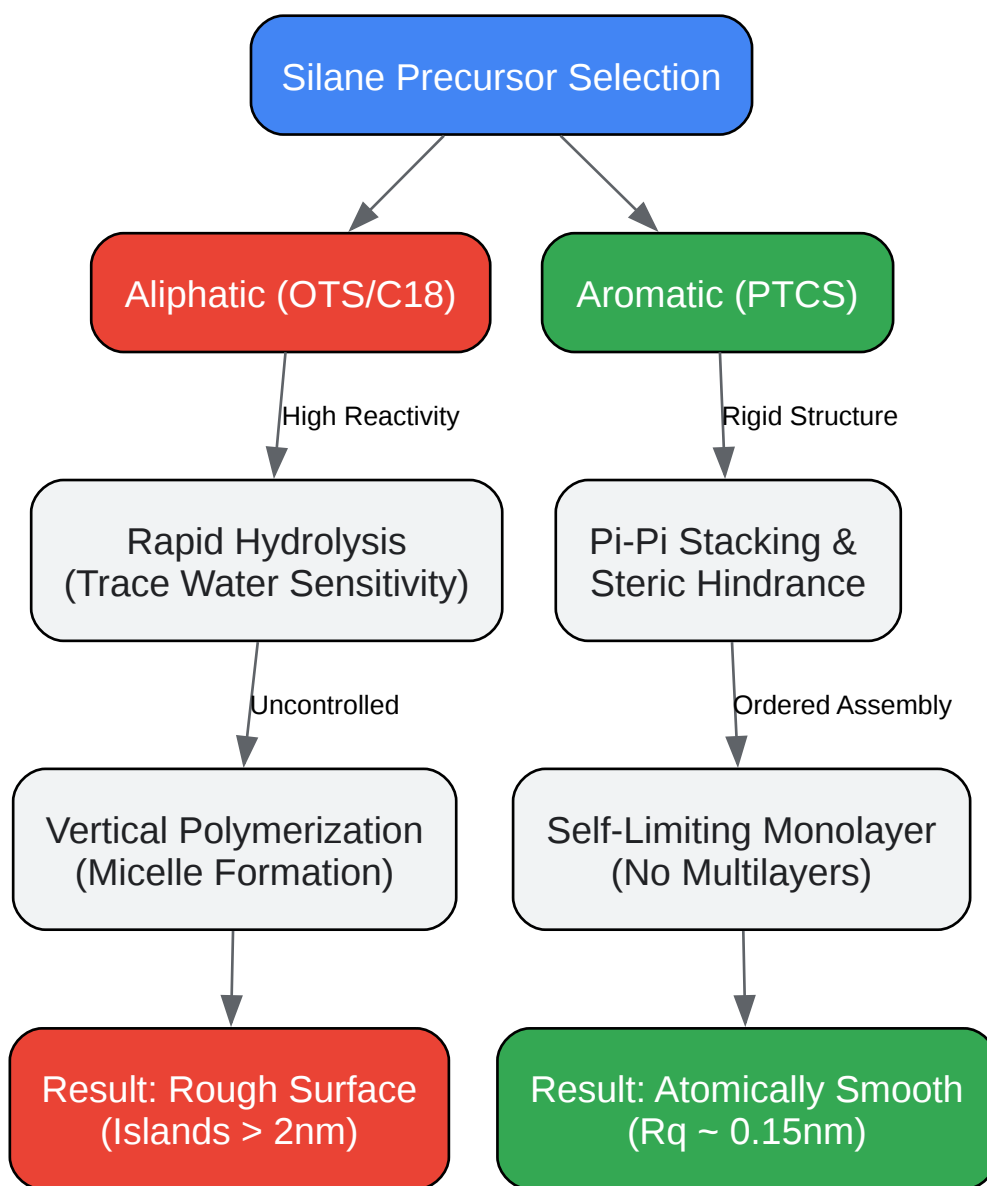 Silane Precursor Selection
Aliphatic (OTS/C18)
Aromatic (PTCS)
High Reactivity
Rigid Structure
Rapid Hydrolysis
(Trace Water Sensitivity)
Pi-Pi Stacking &
Steric Hindrance
Uncontrolled
Ordered Assembly
Vertical Polymerization
(Micelle Formation)
Self-Limiting Monolayer
(No Multilayers)
Result: Rough Surface
(Islands > 2nm)
Result: Atomically Smooth
(Rq ~ 0.15nm)